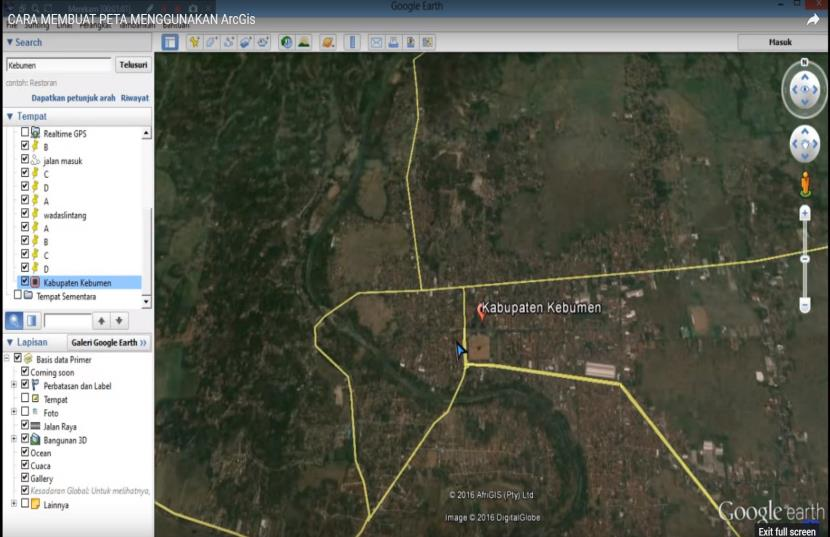 CARA MEMBUAT PETA MENGGUNAKAN ArcGis
Google Earth
Search
Masuk
Kebumen
Telusuri
contoh: Restoran
Dapatkan petunjuk arah Riwayat
Tempat
Realtime GPS
B
jalan masuk
C
D
A
wadaslintang
A
B
C
D
Kabupaten Kebumen
Tempat Sementara
Lapisan
Galeri Google Earth >>
Basis data Primer
Coming soon
Perbatasan dan Label
Tempat
Foto
Jalan Raya
Bangunan 3D
Ocean
Cuaca
Gallery
Kesadaran Global: Untuk melihatnya,
Lainnya
N
Kabupaten Kebumen
© 2016 AfriGIS (Pty) Ltd.
Image © 2016 DigitalGlobe
Google earth
Exit full screen